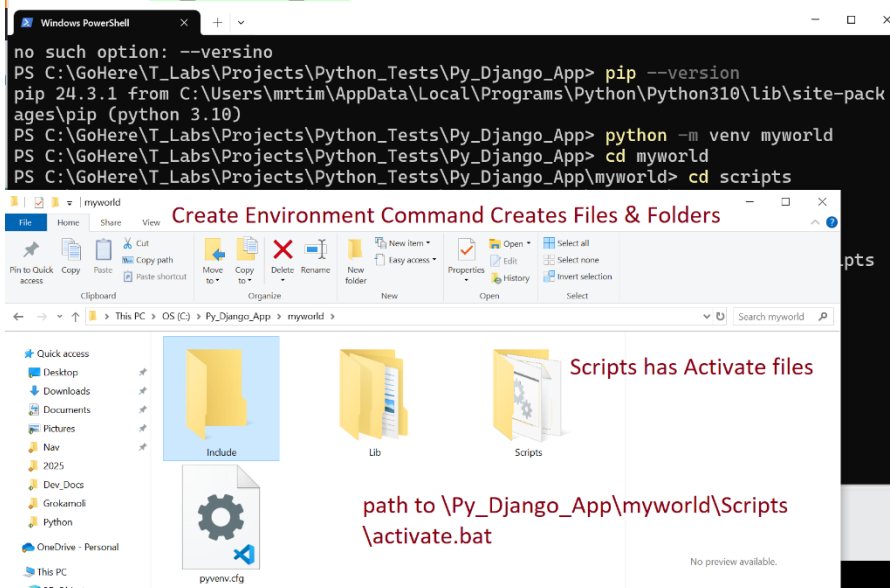 Windows PowerShell
no such option: --versino
PS C:\GoHere\T_Labs\Projects\Python_Tests\Py_Django_App> pip --version
pip 24.3.1 from C:\Users\mrtim\AppData\Local\Programs\Python\Python310\lib\site-pack
ages\pip (python 3.10)
PS C:\GoHere\T_Labs\Projects\Python_Tests\Py_Django_App> python -m venv myworld
PS C:\GoHere\T_Labs\Projects\Python_Tests\Py_Django_App> cd myworld
PS C:\GoHere\T_Labs\Projects\Python_Tests\Py_Django_App\myworld> cd scripts
myworld
Create Environment Command Creates Files & Folders
File Home Share View
Pin to Quick access
Copy
Paste
Cut
Copy path
Paste shortcut
Move to
Copy to
Delete
Rename
New folder
New item
Easy access
Properties
Open
Edit
History
Select all
Select none
Invert selection
Clipboard Organize New Open Select
ipts
This PC > OS (C:) > Py_Django_App > myworld >
Search myworld
Quick access
Desktop
Downloads
Documents
Pictures
Nav
2025
Dev_Docs
Grokamoli
Python
OneDrive - Personal
This PC
Include
Lib
Scripts
Scripts has Activate files
pyvenv.cfg
path to \Py_Django_App\myworld\Scripts
\activate.bat
No preview available.